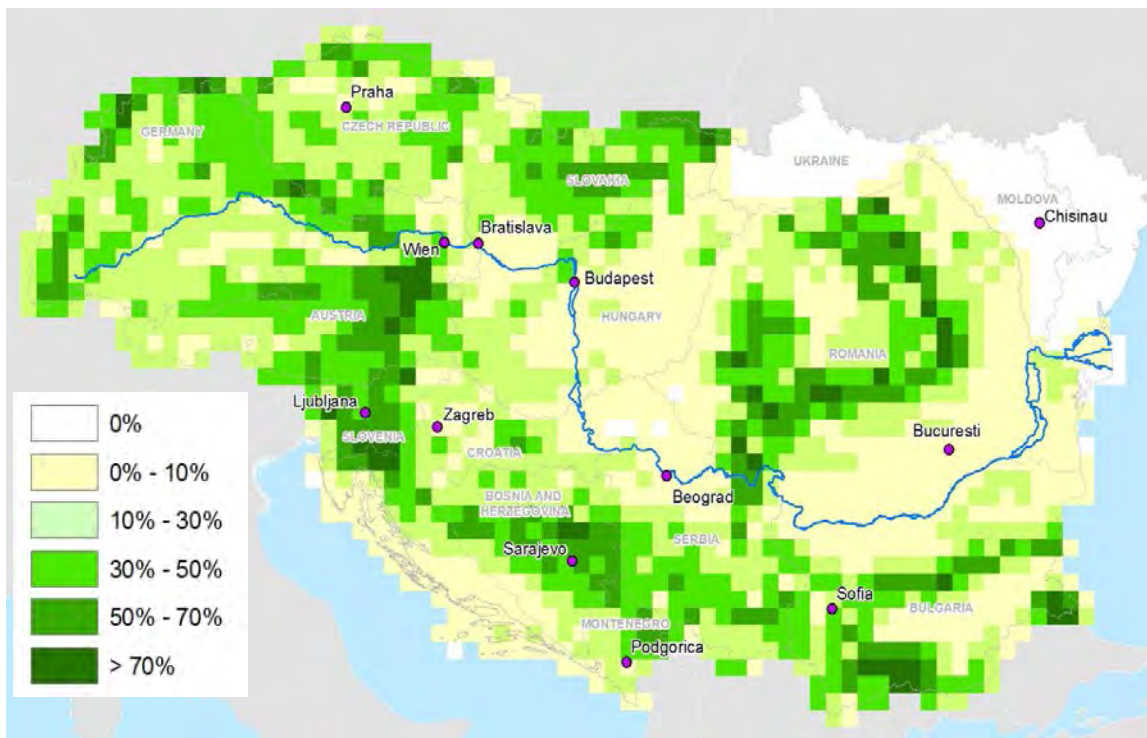 Praha
GERMANY
CZECH REPUBLIC
UKRAINE
SLOVAKIA
MOLDOVA
Chisinau
Wien
Bratislava
Budapest
AUSTRIA
HUNGARY
ROMANIA
Ljubljana
Zagreb
SLOVENIA
CROATIA
Bucuresti
Beograd
BOSNIA AND
HERZEGOVINA
Sarajevo
SERBIA
Sofia
BULGARIA
MONTENEGRO
Podgorica
0%
0% - 10%
10% - 30%
30% - 50%
50% - 70%
> 70%